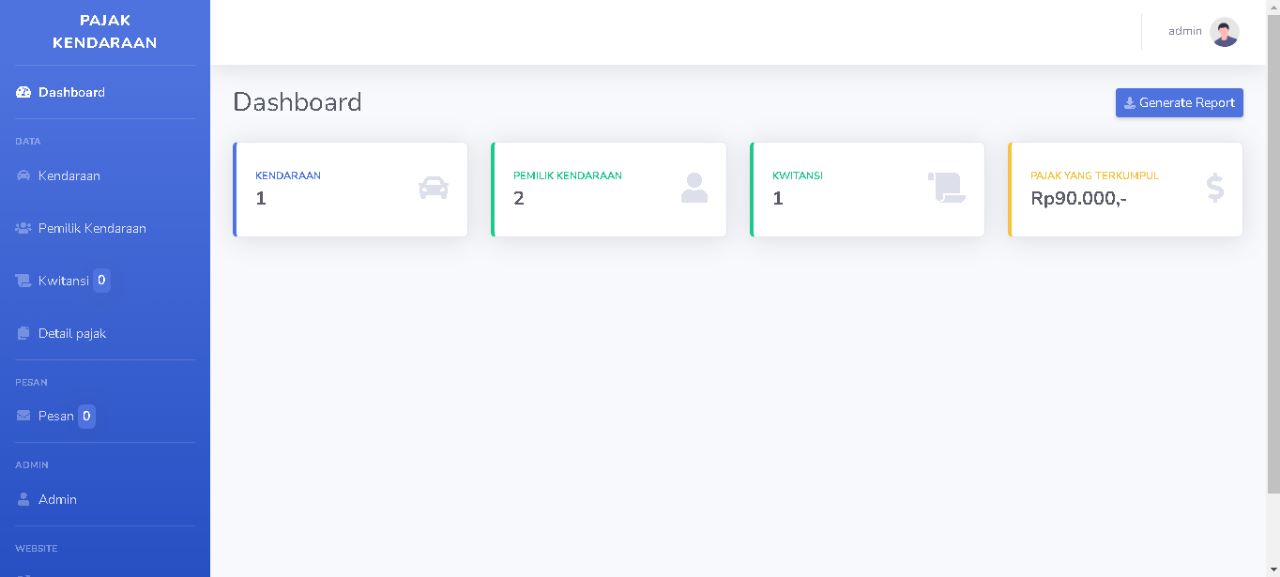 PAJAK
KENDARAAN
Dashboard
DATA
Kendaraan
Pemilik Kendaraan
Kwitansi 0
Detail pajak
PESAN
Pesan 0
ADMIN
Admin
WEBSITE
admin
Dashboard
Generate Report
KENDARAAN
1
PEMILIK KENDARAAN
2
KWITANSI
1
PAJAK YANG TERKUMPUL
Rp90.000,-